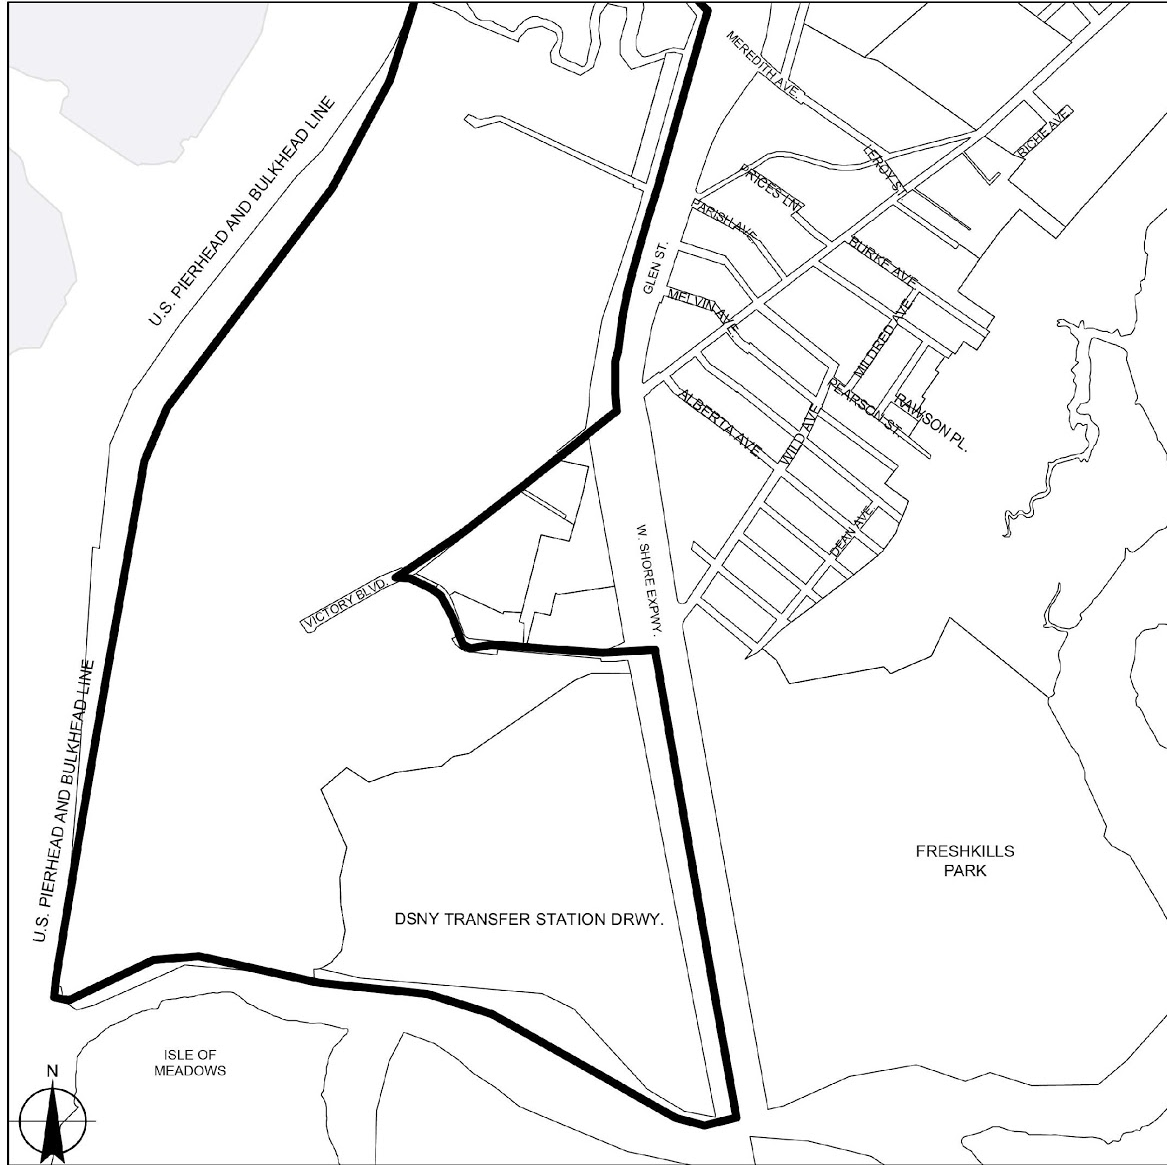 MEREDITH AVE.
U.S. PIERHEAD AND BULKHEAD LINE
RICHE AVE.
LEROY ST.
PRICES LN.
PARISH AVE.
GLEN ST.
BURKE AVE.
MELVIN AVE.
MILDRED AVE.
PEARSON ST.
RAWSON PL.
ALBERTA AVE.
WILD AVE.
DEAN AVE.
W. SHORE EXPWY.
VICTORY BLVD.
U.S. PIERHEAD AND BULKHEAD LINE
FRESHKILLS
PARK
DSNY TRANSFER STATION DRWY.
ISLE OF
MEADOWS
N